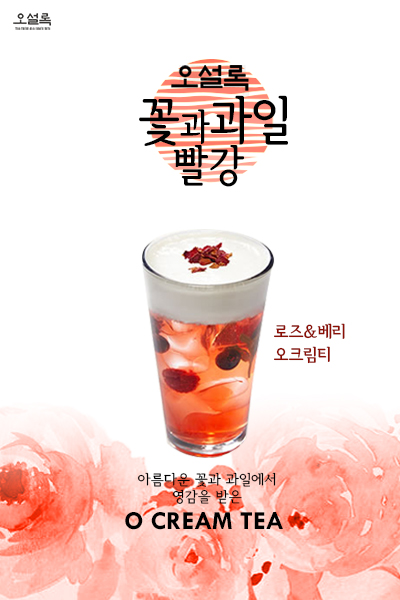 오설록
오설록
꽃과과일
빨강
로즈&베리
오크림티
아름다운 꽃과 과일에서
영감을 받은
O CREAM TEA